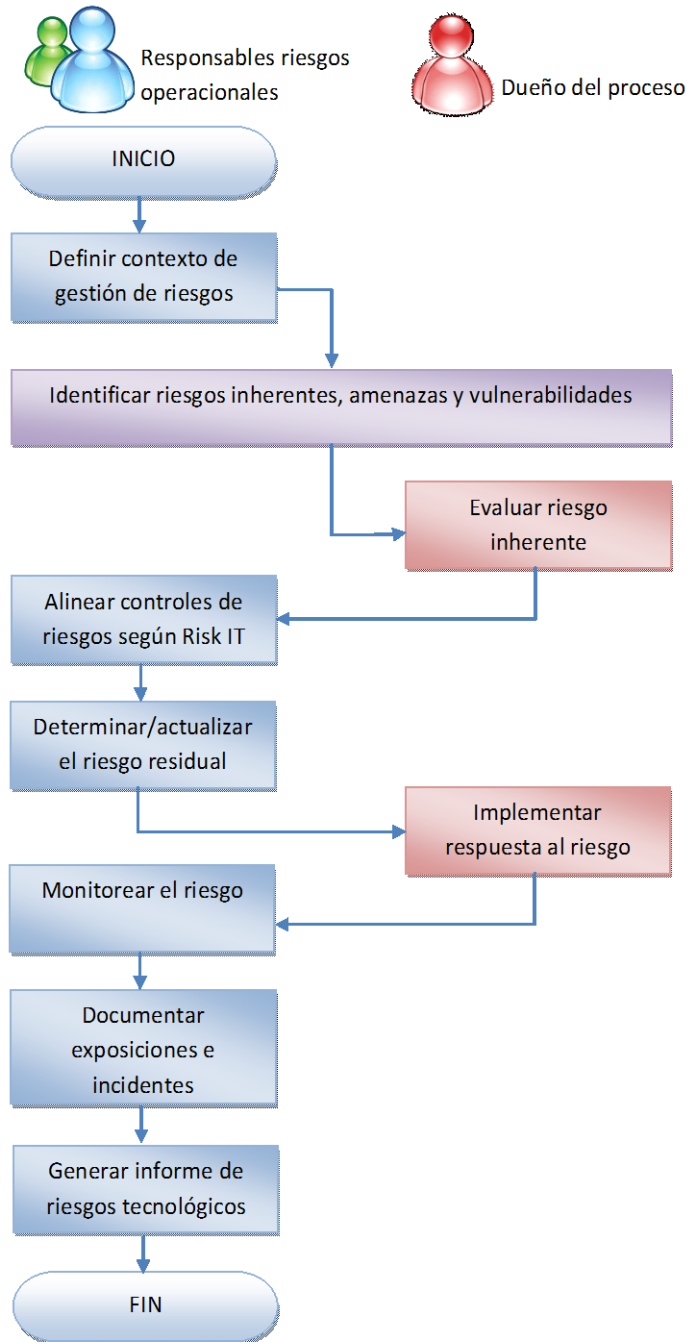 Responsables riesgos
operacionales
Dueño del proceso
INICIO
Definir contexto de
gestión de riesgos
Identificar riesgos inherentes, amenazas y vulnerabilidades
Evaluar riesgo
inherente
Alinear controles de
riesgos según Risk IT
Determinar/actualizar
el riesgo residual
Implementar
respuesta al riesgo
Monitorear el riesgo
Documentar
exposiciones e
incidentes
Generar informe de
riesgos tecnológicos
FIN